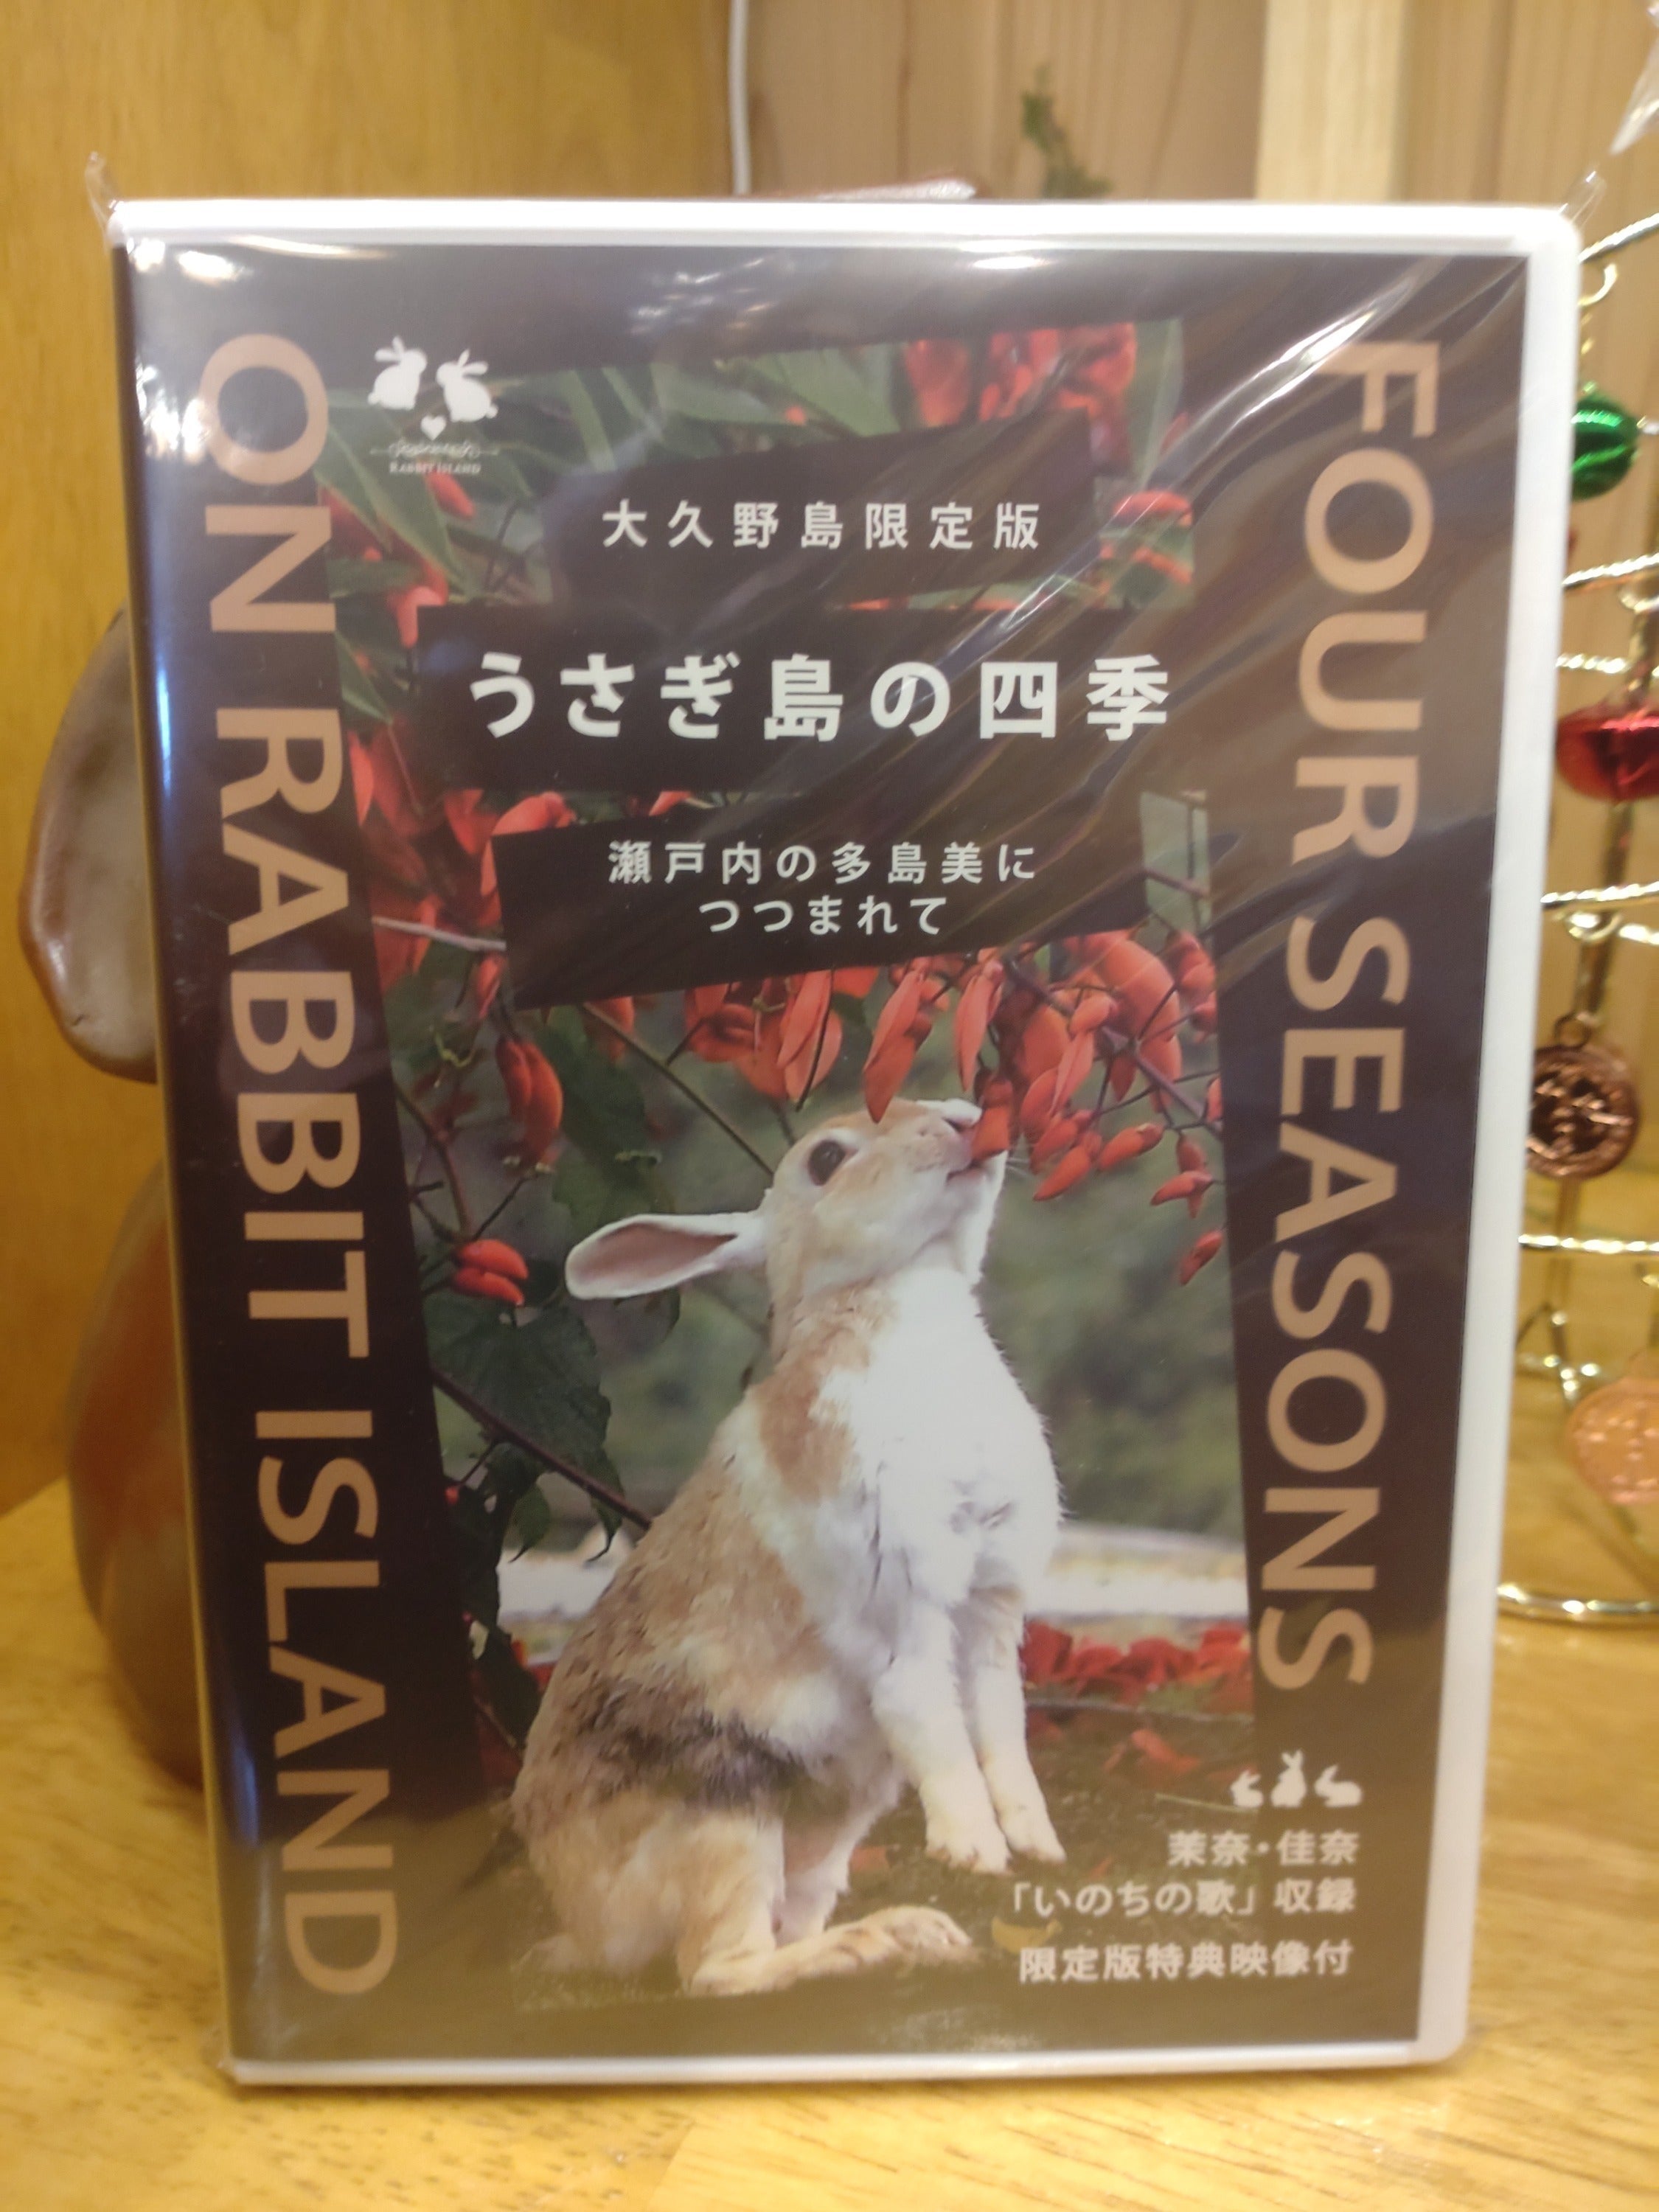 RABBIT ISLAND
大久野島限定版
うさぎ島の四季
瀬戸内の多島美に
つつまれて
FOUR SEASONS
ON RABBIT ISLAND
茉奈・佳奈
「いのちの歌」収録
限定版特典映像付